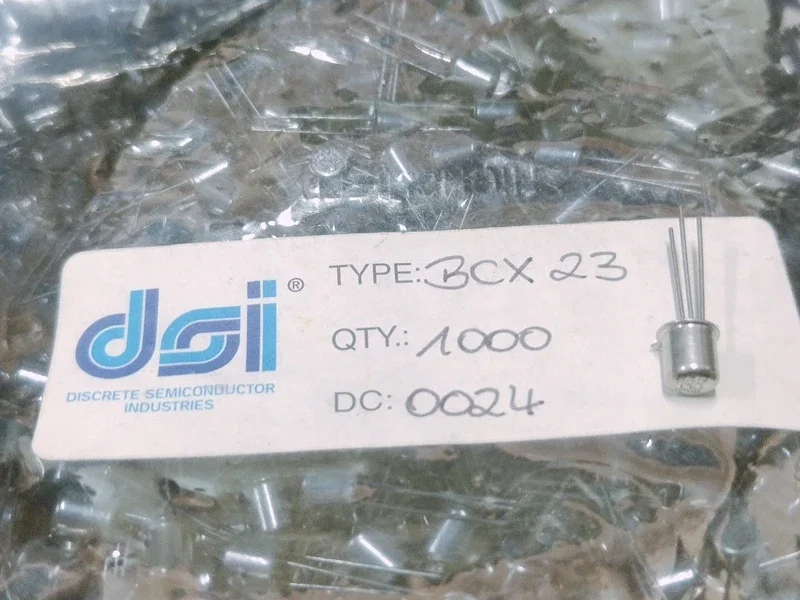 dsi ®
DISCRETE SEMICONDUCTOR
INDUSTRIES
TYPE: BCX 23
QTY.: 1000
DC: 0024